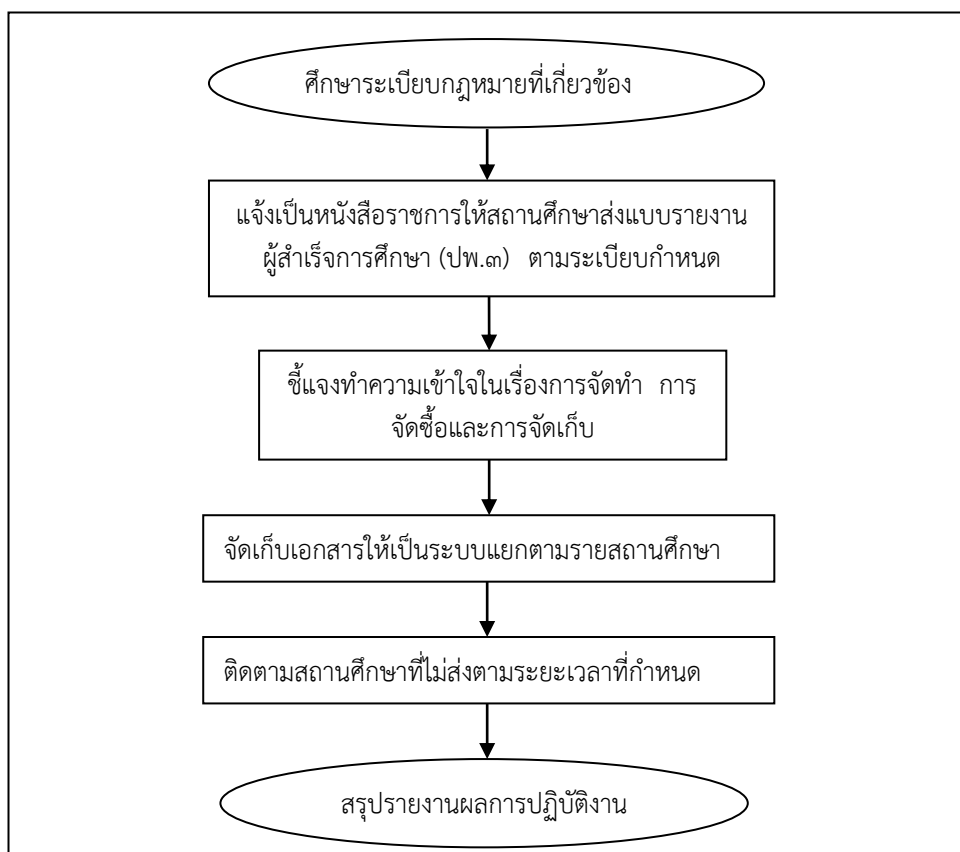 ศึกษาระเบียบกฎหมายที่เกี่ยวข้อง
แจ้งเป็นหนังสือราชการให้สถานศึกษาส่งแบบรายงาน
ผู้สำเร็จการศึกษา (ปพ.๓) ตามระเบียบกำหนด
ชี้แจงทำความเข้าใจในเรื่องการจัดทำ การ
จัดซื้อและการจัดเก็บ
จัดเก็บเอกสารให้เป็นระบบแยกตามรายสถานศึกษา
ติดตามสถานศึกษาที่ไม่ส่งตามระยะเวลาที่กำหนด
สรุปรายงานผลการปฏิบัติงาน